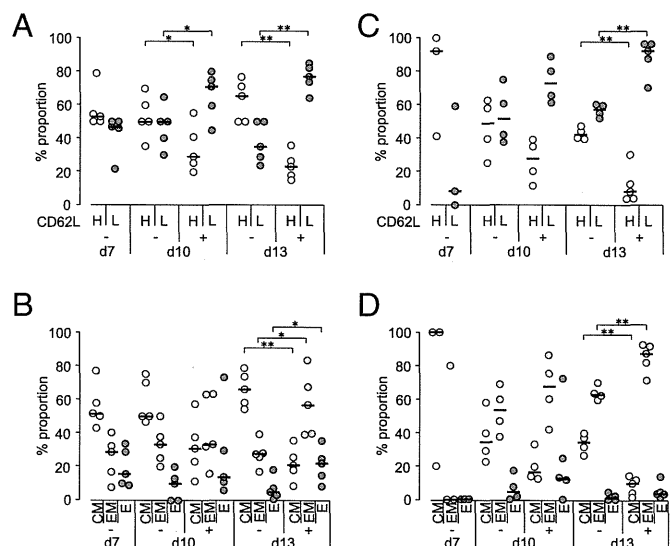 A
% proportion
100
80
60
40
20
0
* **
* **
CD62L H L H L H L H L H L
- - + - +
d7 d10 d13
C
% proportion
100
80
60
40
20
0
**
**
H L H L H L H L H L
- - + - +
d7 d10 d13
B
% proportion
100
80
60
40
20
0
*
*
**
CM EM E CM EM E CM EM E CM EM E CM EM E
- - + - +
d7 d10 d13
D
% proportion
100
80
60
40
20
0
**
**
CM EM E CM EM E CM EM E CM EM E CM EM E
- - + - +
d7 d10 d13